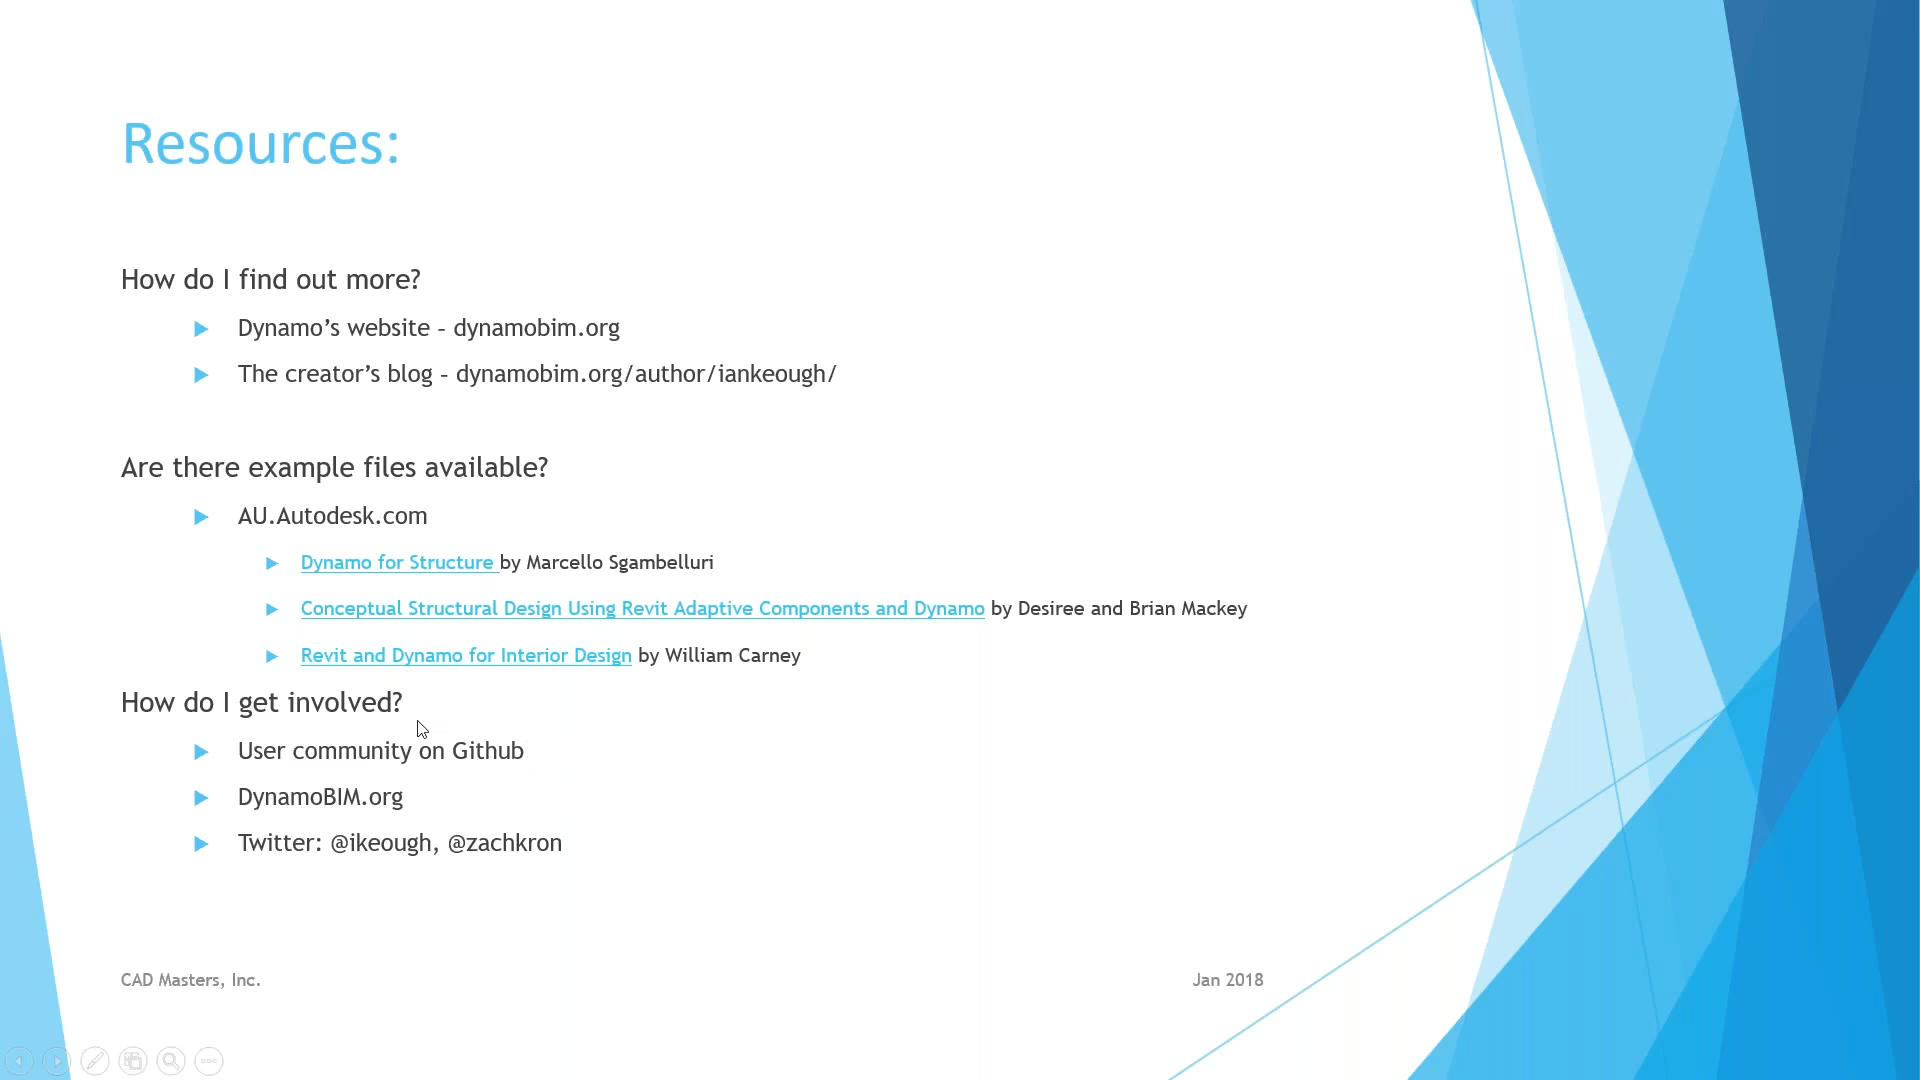 Resources:
How do I find out more?
Dynamo’s website – dynamobim.org
The creator’s blog – dynamobim.org/author/iankeough/
Are there example files available?
AU.Autodesk.com
Dynamo for Structure by Marcello Sgambelluri
Conceptual Structural Design Using Revit Adaptive Components and Dynamo by Desiree and Brian Mackey
Revit and Dynamo for Interior Design by William Carney
How do I get involved?
User community on Github
DynamoBIM.org
Twitter: @ikeough, @zachkron
CAD Masters, Inc.
Jan 2018